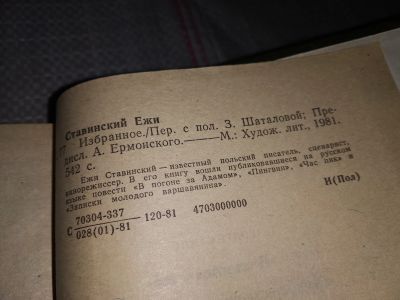 Ставинский Ежи
77 Избранное./Пер. с пол. З. Шаталовой; Пре-
дисл. А. Ермонского.—— М.: Худож. лит., 1981.
542 с.
Ежи Ставинский — известный польский писатель, сценарист,
кинорежиссер. В его книгу вошли публиковавшиеся на русском
языке повести «В погоне за Адамом», «Пингвин», «Час пик» и
«Записки молодого варшавянина».
С 70304-337
028(01)-81 120-81 4703000000
И(Пол)